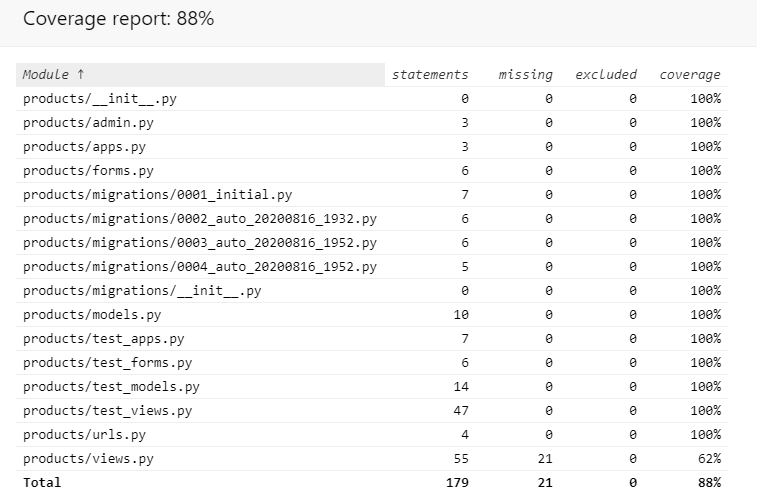 Coverage report: 88%
Module ↑ statements missing excluded coverage
products/__init__.py 0 0 0 100%
products/admin.py 3 0 0 100%
products/apps.py 3 0 0 100%
products/forms.py 6 0 0 100%
products/migrations/0001_initial.py 7 0 0 100%
products/migrations/0002_auto_20200816_1932.py 6 0 0 100%
products/migrations/0003_auto_20200816_1952.py 6 0 0 100%
products/migrations/0004_auto_20200816_1952.py 5 0 0 100%
products/migrations/__init__.py 0 0 0 100%
products/models.py 10 0 0 100%
products/test_apps.py 7 0 0 100%
products/test_forms.py 6 0 0 100%
products/test_models.py 14 0 0 100%
products/test_views.py 47 0 0 100%
products/urls.py 4 0 0 100%
products/views.py 55 21 0 62%
Total 179 21 0 88%